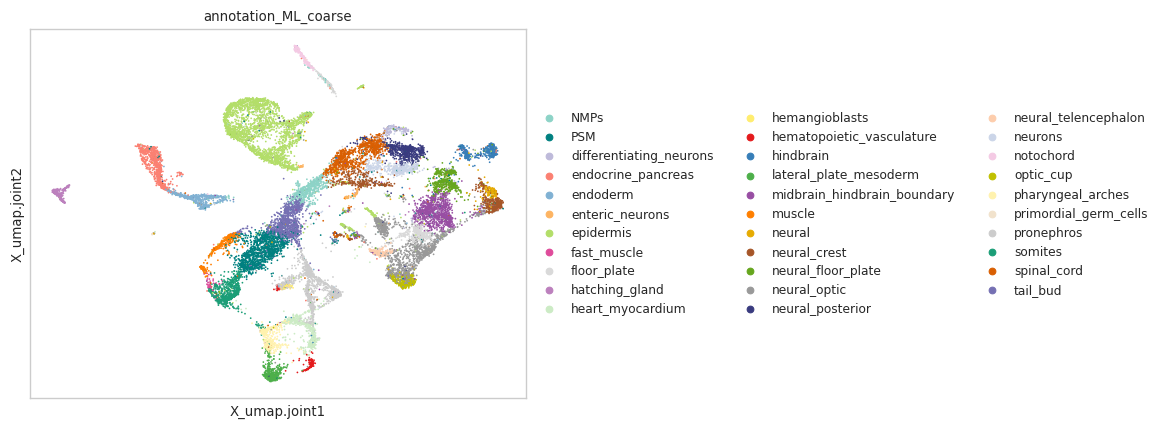 annotation_ML_coarse
X_umap.joint2
X_umap.joint1
NMPs
PSM
differentiating_neurons
endocrine_pancreas
endoderm
enteric_neurons
epidermis
fast_muscle
floor_plate
hatching_gland
heart_myocardium
hemangioblasts
hematopoietic_vasculature
hindbrain
lateral_plate_mesoderm
midbrain_hindbrain_boundary
muscle
neural
neural_crest
neural_floor_plate
neural_optic
neural_posterior
neural_telencephalon
neurons
notochord
optic_cup
pharyngeal_arches
primordial_germ_cells
pronephros
somites
spinal_cord
tail_bud